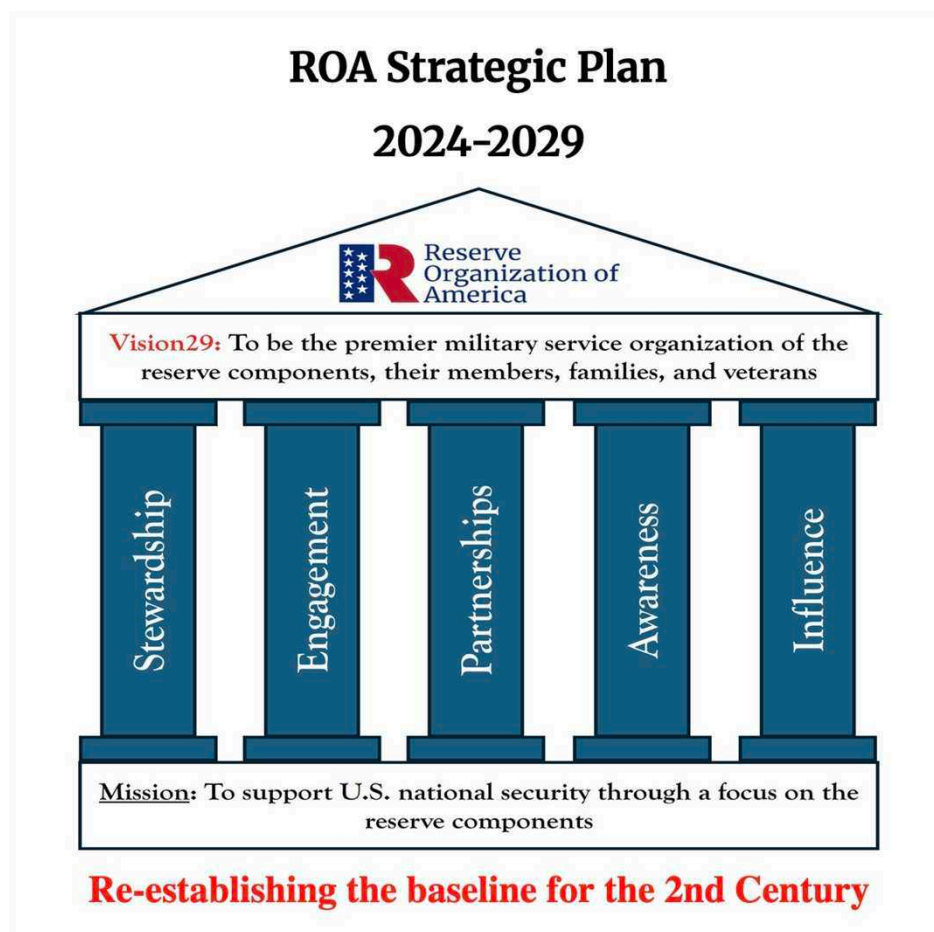 ROA Strategic Plan
2024-2029
Reserve
Organization of
America
Vision29: To be the premier military service organization of the
reserve components, their members, families, and veterans
Stewardship
Engagement
Partnerships
Awareness
Influence
Mission: To support U.S. national security through a focus on the
reserve components
Re-establishing the baseline for the 2nd Century